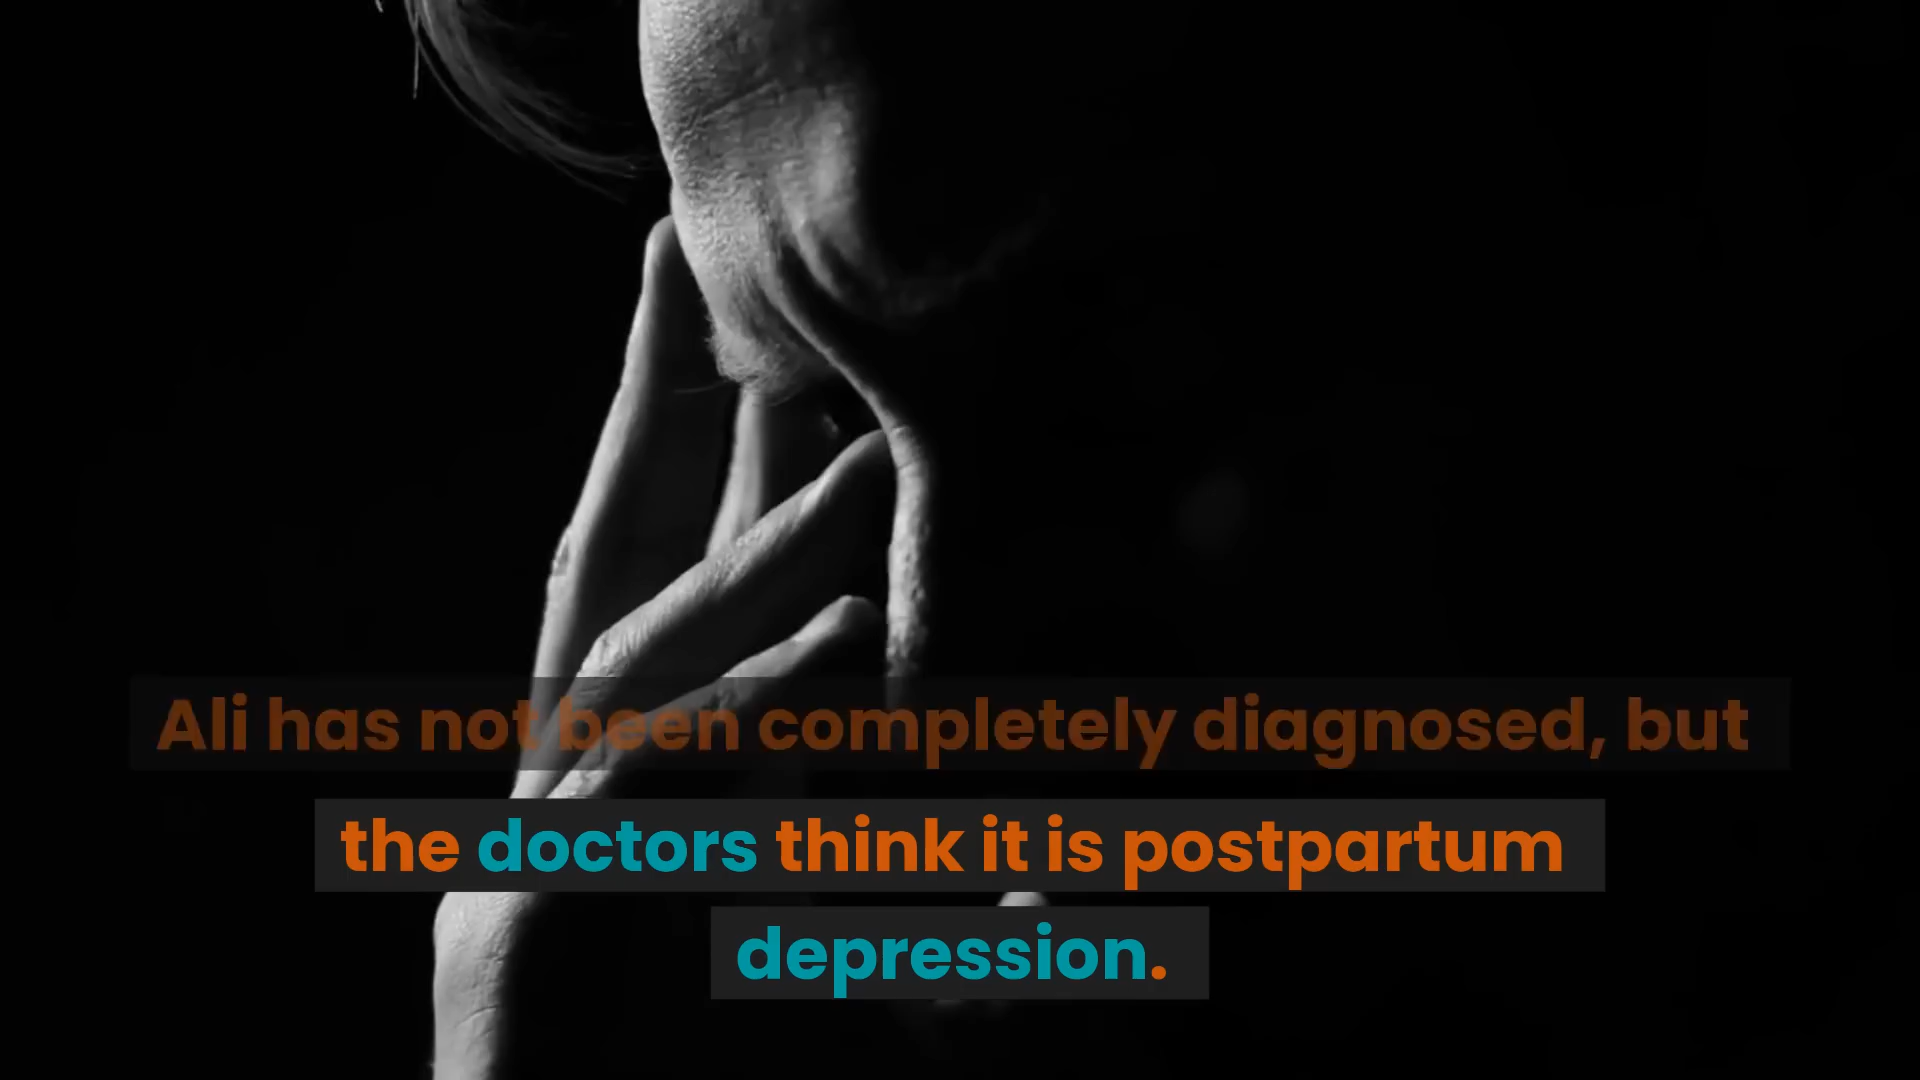 Ali has not been completely diagnosed, but
the doctors think it is postpartum
depression.